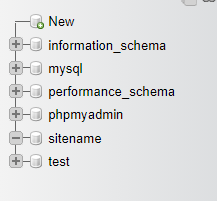 New
information_schema
mysql
performance_schema
phpmyadmin
sitename
test